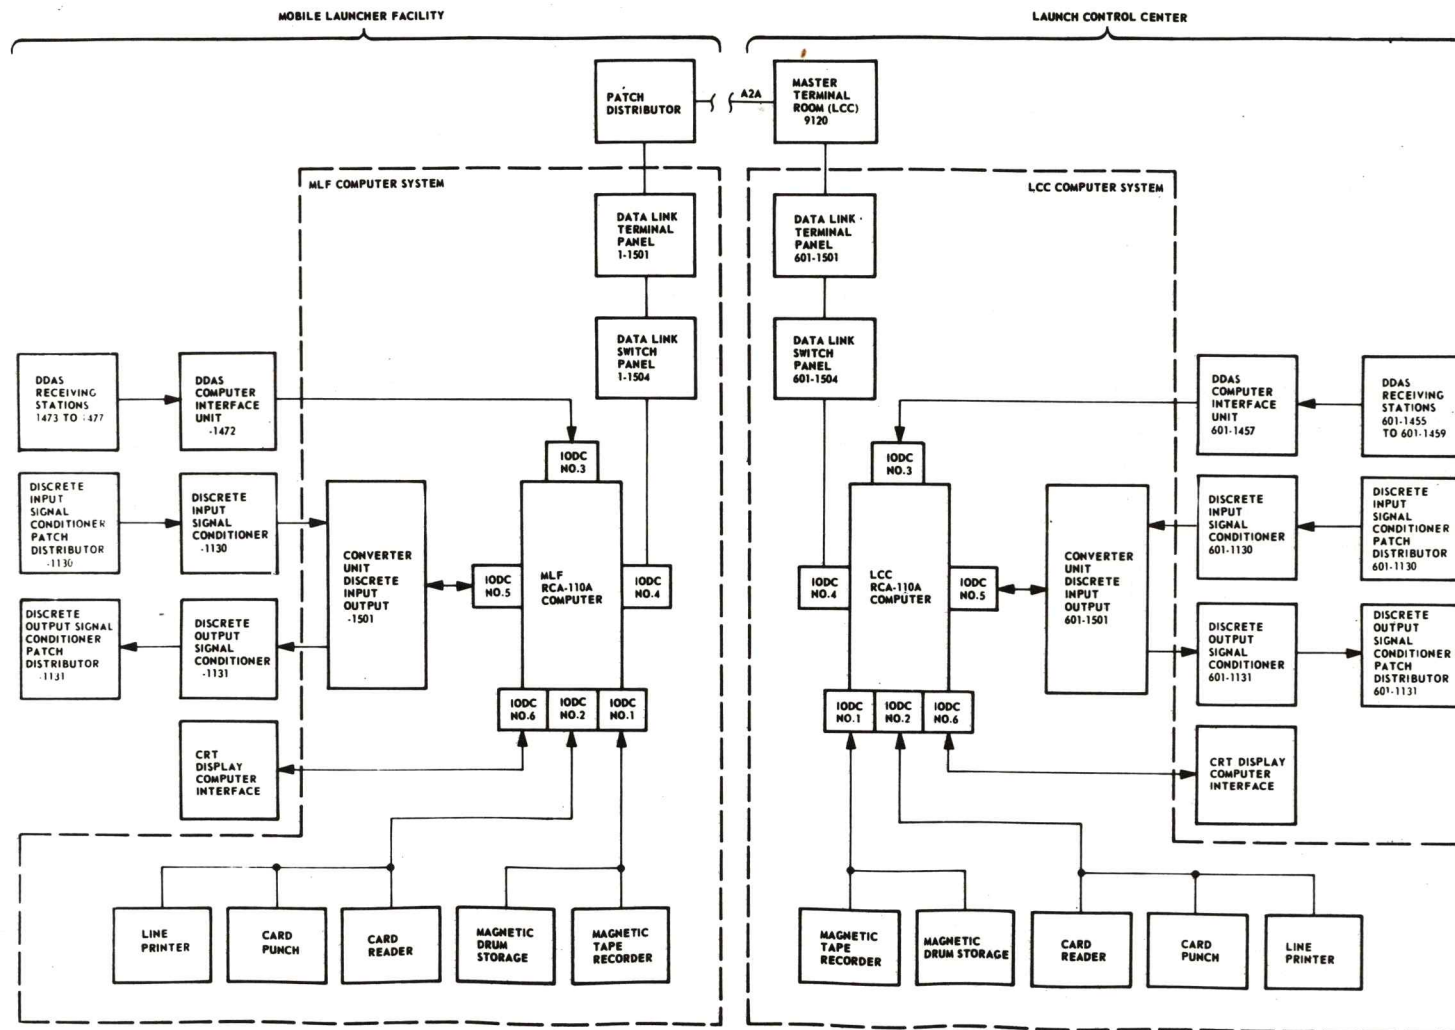 MOBILE LAUNCHER FACILITY
LAUNCH CONTROL CENTER
PATCH
DISTRIBUTOR
A2A
MASTER
TERMINAL
ROOM (LCC)
9120
MLF COMPUTER SYSTEM
LCC COMPUTER SYSTEM
DATA LINK
TERMINAL
PANEL
1-1501
DATA LINK
TERMINAL
PANEL
601-1501
DATA LINK
SWITCH
PANEL
1-1504
DATA LINK
SWITCH
PANEL
601-1504
DDAS
RECEIVING
STATIONS
1473 TO 1477
DDAS
COMPUTER
INTERFACE
UNIT
-1472
DDAS
COMPUTER
INTERFACE
UNIT
601-1457
DDAS
RECEIVING
STATIONS
601-1455
TO 601-1459
IODC
NO.3
IODC
NO.3
DISCRETE
INPUT
SIGNAL
CONDITIONER
PATCH
DISTRIBUTOR
-1130
DISCRETE
INPUT
SIGNAL
CONDITIONER
-1130
CONVERTER
UNIT
DISCRETE
INPUT
OUTPUT
-1501
IODC
NO.5
MLF
RCA-110A
COMPUTER
IODC
NO.4
IODC
NO.4
LCC
RCA-110A
COMPUTER
IODC
NO.5
CONVERTER
UNIT
DISCRETE
INPUT
OUTPUT
601-1501
DISCRETE
INPUT
SIGNAL
CONDITIONER
601-1130
DISCRETE
INPUT
SIGNAL
CONDITIONER
PATCH
DISTRIBUTOR
601-1130
DISCRETE
OUTPUT SIGNAL
CONDITIONER
PATCH
DISTRIBUTOR
-1131
DISCRETE
OUTPUT
SIGNAL
CONDITIONER
-1131
DISCRETE
OUTPUT
SIGNAL
CONDITIONER
601-1131
DISCRETE
OUTPUT
SIGNAL
CONDITIONER
PATCH
DISTRIBUTOR
601-1131
IODC
NO.6
IODC
NO.2
IODC
NO.1
IODC
NO.1
IODC
NO.2
IODC
NO.6
CRT
DISPLAY
COMPUTER
INTERFACE
CRT DISPLAY
COMPUTER
INTERFACE
LINE
PRINTER
CARD
PUNCH
CARD
READER
MAGNETIC
DRUM
STORAGE
MAGNETIC
TAPE
RECORDER
MAGNETIC
TAPE
RECORDER
MAGNETIC
DRUM STORAGE
CARD
READER
CARD
PUNCH
LINE
PRINTER